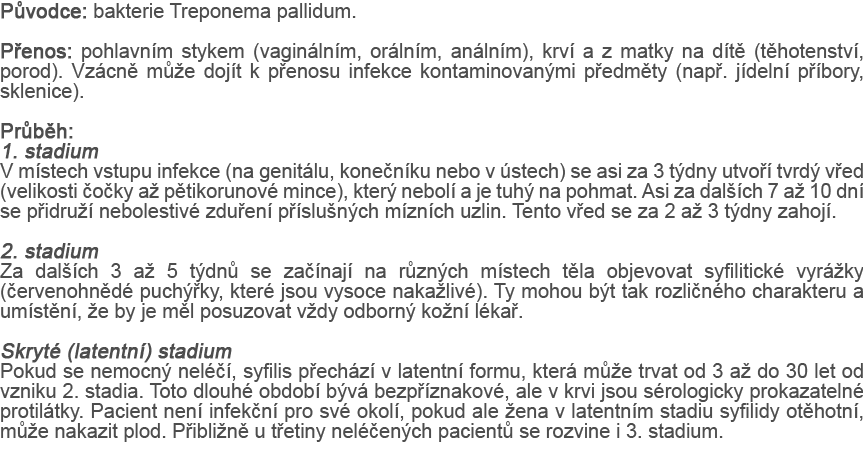 Původce: bakterie Treponema pallidum.
Přenos: pohlavním stykem (vaginálním, orálním, análním), krví a z matky na dítě (těhotenství,
porod). Vzácně může dojít k přenosu infekce kontaminovanými předměty (např. jídelní příbory,
sklenice).
Průběh:
1. stadium
V místech vstupu infekce (na genitálu, konečníku nebo v ústech) se asi za 3 týdny utvoří tvrdý vřed
(velikosti čočky až pětikorunové mince), který nebolí a je tuhý na pohmat. Asi za dalších 7 až 10 dní
se přidruží nebolestivé zduření příslušných mízních uzlin. Tento vřed se za 2 až 3 týdny zahojí.
2. stadium
Za dalších 3 až 5 týdnů se začínají na různých místech těla objevovat syfilitické vyrážky
(červenohnědé puchýřky, které jsou vysoce nakažlivé). Ty mohou být tak rozličného charakteru a
umístění, že by je měl posuzovat vždy odborný kožní lékař.
Skryté (latentní) stadium
Pokud se nemocný neléčí, syfilis přechází v latentní formu, která může trvat od 3 až do 30 let od
vzniku 2. stadia. Toto dlouhé období bývá bezpříznakové, ale v krvi jsou sérologicky prokazatelné
protilátky. Pacient není infekční pro své okolí, pokud ale žena v latentním stadiu syfilidy otěhotní,
může nakazit plod. Přibližně u třetiny neléčených pacientů se rozvine i 3. stadium.